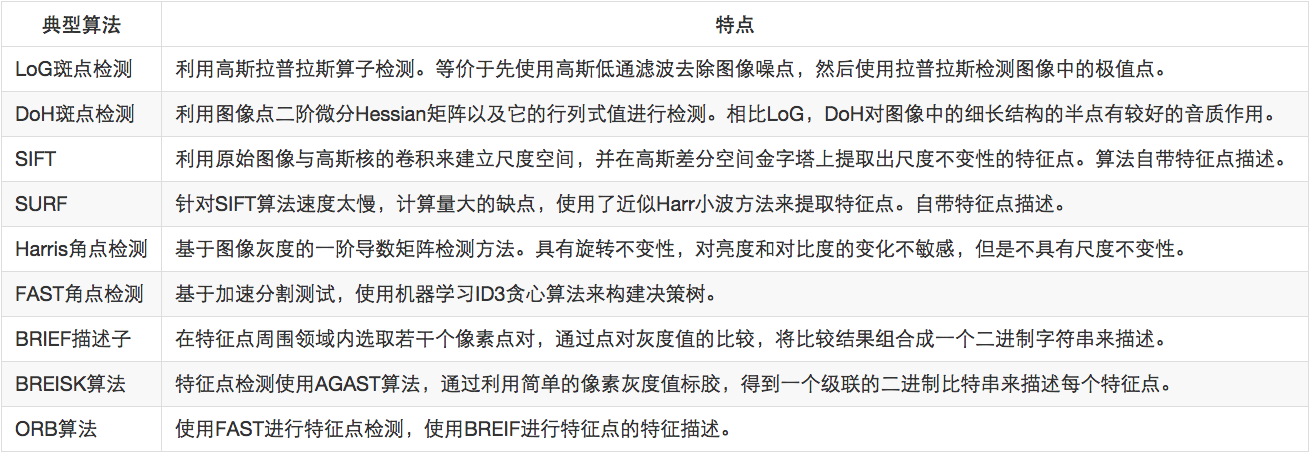 典型算法 特点
LoG斑点检测 利用高斯拉普拉斯算子检测。等价于先使用高斯低通滤波去除图像噪点，然后使用拉普拉斯检测图像中的极值点。
DoH斑点检测 利用图像点二阶微分Hessian矩阵以及它的行列式值进行检测。相比LoG，DoH对图像中的细长结构的半点有较好的音质作用。
SIFT 利用原始图像与高斯核的卷积来建立尺度空间，并在高斯差分空间金字塔上提取出尺度不变性的特征点。算法自带特征点描述。
SURF 针对SIFT算法速度太慢，计算量大的缺点，使用了近似Harr小波方法来提取特征点。自带特征点描述。
Harris角点检测 基于图像灰度的一阶导数矩阵检测方法。具有旋转不变性，对亮度和对比度的变化不敏感，但是不具有尺度不变性。
FAST角点检测 基于加速分割测试，使用机器学习ID3贪心算法来构建决策树。
BRIEF描述子 在特征点周围领域内选取若干个像素点对，通过点对灰度值的比较，将比较结果组合成一个二进制字符串来描述。
BREISK算法 特征点检测使用AGAST算法，通过利用简单的像素灰度值标胶，得到一个级联的二进制比特串来描述每个特征点。
ORB算法 使用FAST进行特征点检测，使用BREIF进行特征点的特征描述。